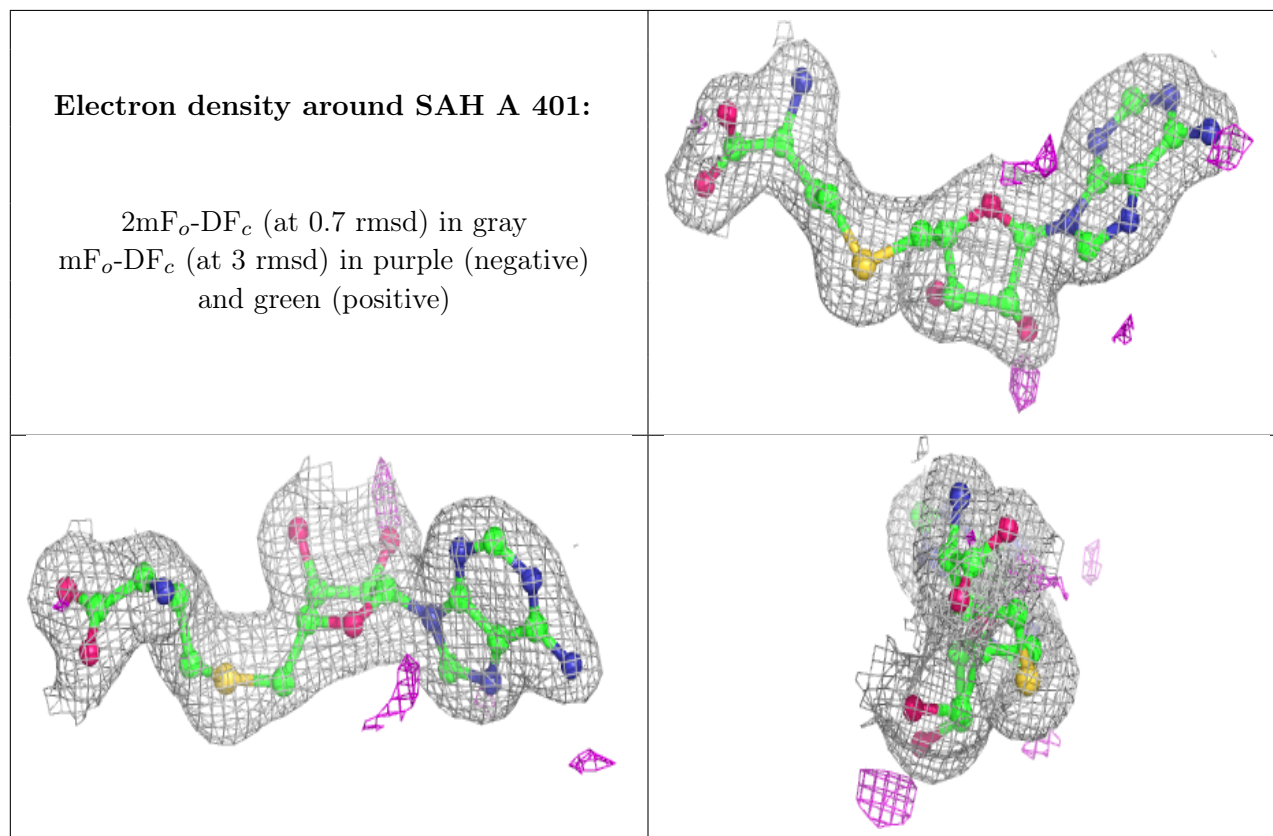 Electron density around SAH A 401:
2mFo-DFc (at 0.7 rmsd) in gray
mFo-DFc (at 3 rmsd) in purple (negative)
and green (positive)